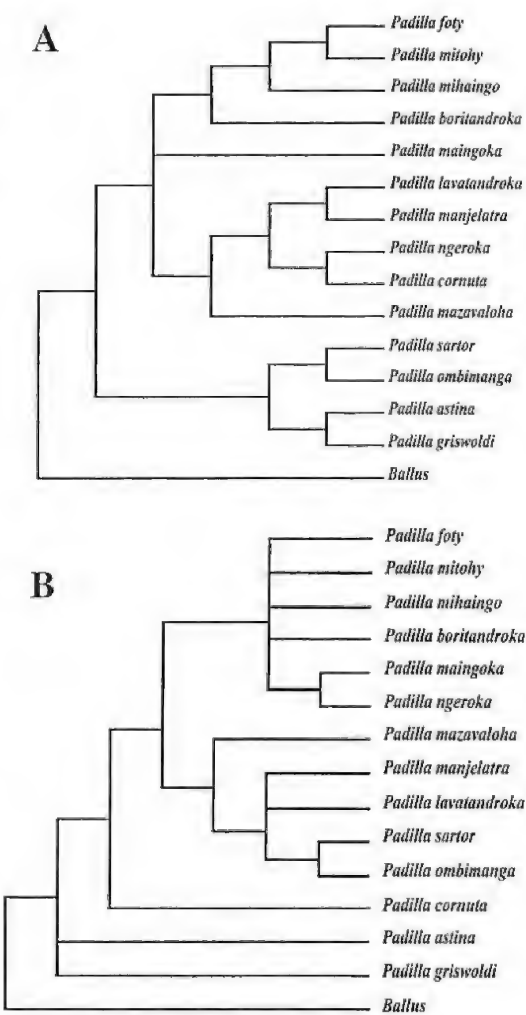 A
Padilla foty
Padilla mitohy
Padilla mihaingo
Padilla boritandroka
Padilla maingoka
Padilla lavatandroka
Padilla manjelatra
Padilla ngeroka
Padilla cornuta
Padilla mazavaloha
Padilla sartor
Padilla ombimanga
Padilla astina
Padilla griswoldi
Ballus
B
Padilla foty
Padilla mitohy
Padilla mihaingo
Padilla boritandroka
Padilla maingoka
Padilla ngeroka
Padilla mazavaloha
Padilla manjelatra
Padilla lavatandroka
Padilla sartor
Padilla ombimanga
Padilla cornuta
Padilla astina
Padilla griswoldi
Ballus